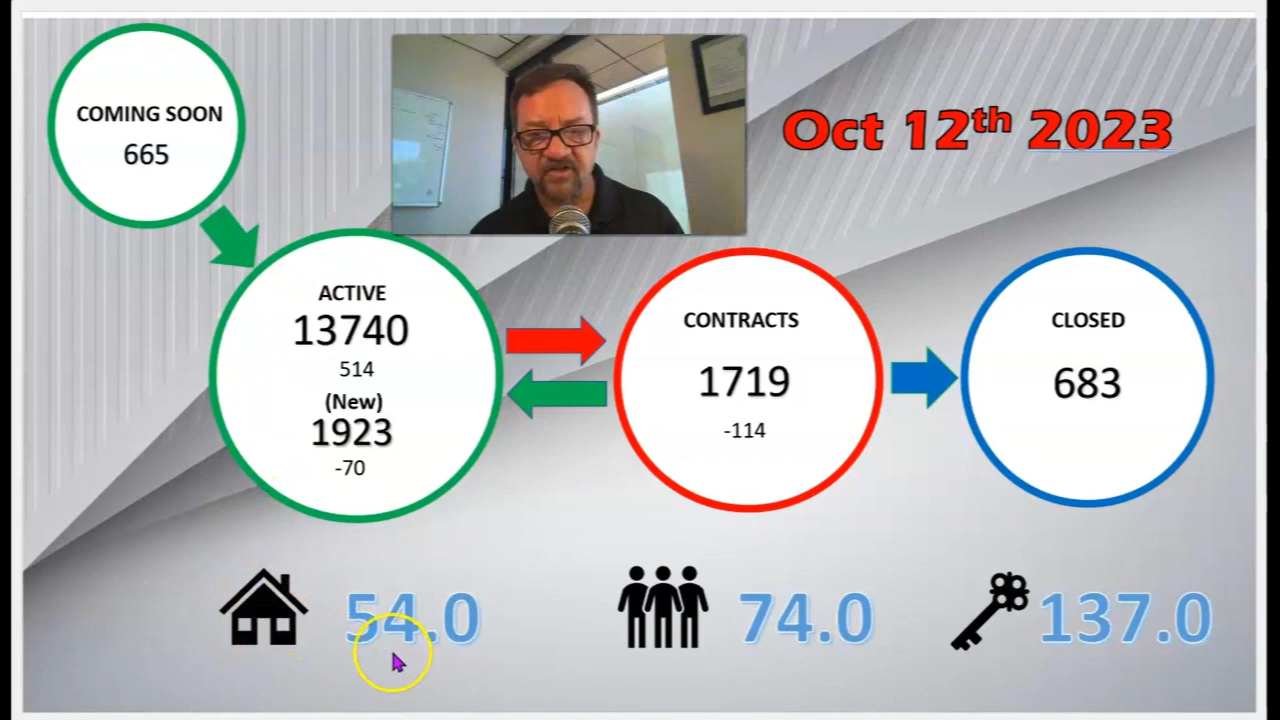 COMING SOON
665
Oct 12th 2023
ACTIVE
13740
514
(New)
1923
-70
CONTRACTS
1719
-114
CLOSED
683
54.0
74.0
137.0